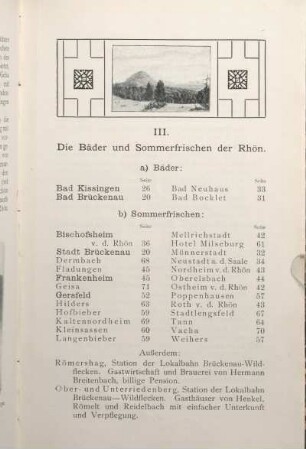 III.
Die Bäder und Sommerfrischen der Rhön.
a) Bäder:
Seite Seite
Bad Kissingen 26 Bad Neuhaus 33
Bad Brückenau 20 Bad Bocklet 31
b) Sommerfrischen:
Seite Seite
Bischofsheim Mellrichstadt 42
v. d. Rhön 36 Hotel Milseburg 61
Stadt Brückenau 20 Münnerstadt 32
Dermbach 68 Neustadt a. d. Saale 34
Fladungen 45 Nordheim v. d. Rhön 43
Frankenheim 45 Oberelzbach 44
Geisa 71 Ostheim v. d. Rhön 42
Gersfeld 52 Poppenhausen 57
Hilders 63 Roth v. d. Rhön 43
Hofbieber 59 Stadtlengsfeld 67
Kaltennordheim 69 Tann 64
Kleinsassen 60 Vacha 70
Langenbieber 59 Weihers 57
Außerdem:
Römershag, Station der Lokalbahn Brückenau-Wild-
flecken. Gastwirtschaft und Brauerei von Hermann
Breitenbach, billige Pension.
Ober- und Unterriedenberg, Station der Lokalbahn
Brückenau—Wildflecken. Gasthäuser von Henkel,
Römelt und Reidelbach mit einfacher Unterkunft
und Verpflegung.